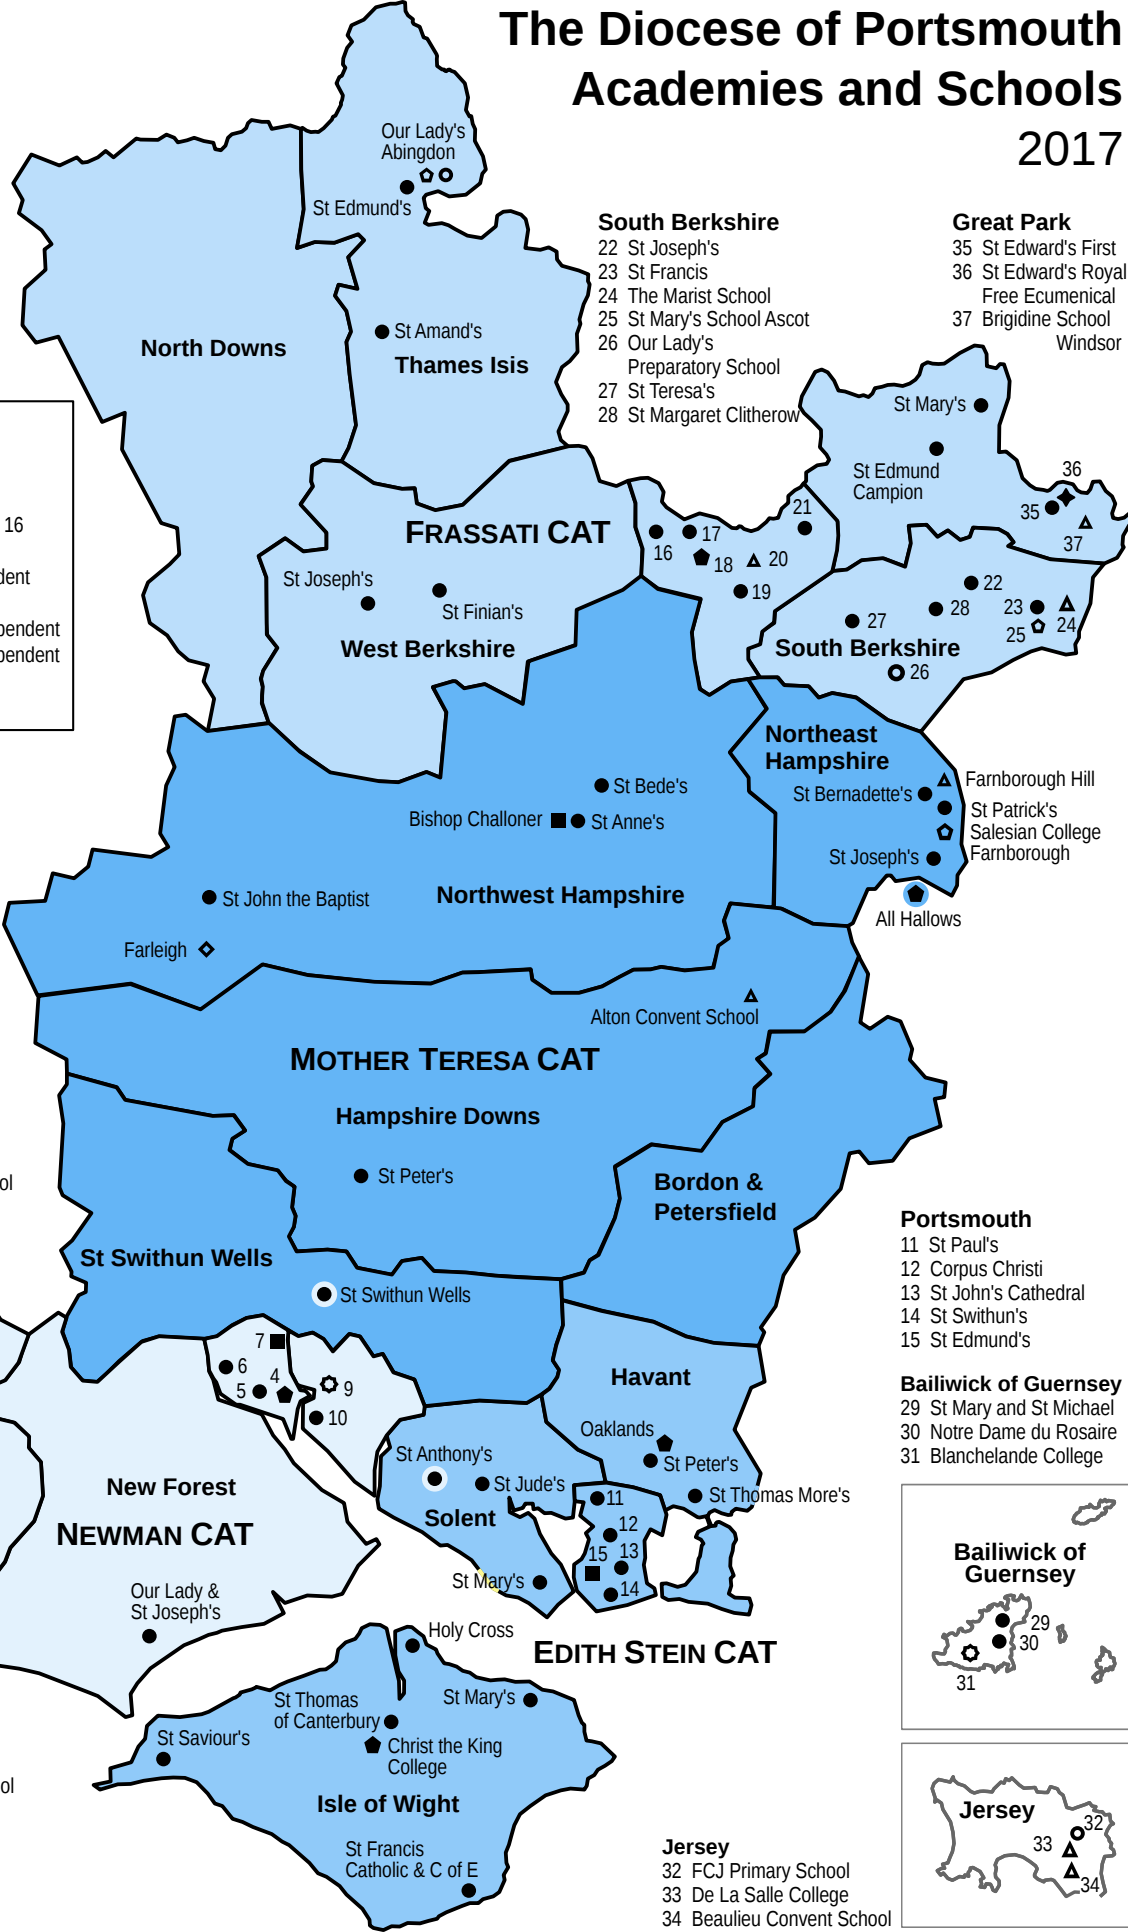 The Diocese of Portsmouth
Academies and Schools
2017
Our Lady's
Abingdon
St Edmund's
South Berkshire
22 St Joseph's
23 St Francis
24 The Marist School
25 St Mary's School Ascot
26 Our Lady's
Preparatory School
27 St Teresa's
28 St Margaret Clitherow
Great Park
35 St Edward's First
36 St Edward's Royal
Free Ecumenical
37 Brigidine School
Windsor
North Downs
St Amand's
Thames Isis
St Mary's
St Edmund
Campion
36
35
37
16
dent
pendent
pendent
FRASSATI CAT
21
17
16
18
20
19
St Joseph's
St Finian's
West Berkshire
22
28
23
24
25
27
South Berkshire
26
Northeast
Hampshire
Farnborough Hill
St Bernadette's
St Patrick's
Salesian College
Farnborough
St Joseph's
All Hallows
St Bede's
Bishop Challoner
St Anne's
Northwest Hampshire
St John the Baptist
Farleigh
Alton Convent School
MOTHER TERESA CAT
Hampshire Downs
St Peter's
ol
Bordon &
Petersfield
St Swithun Wells
St Swithun Wells
Portsmouth
11 St Paul's
12 Corpus Christi
13 St John's Cathedral
14 St Swithun's
15 St Edmund's
7
6
4
5
9
10
Havant
Oaklands
St Peter's
St Thomas More's
Bailiwick of Guernsey
29 St Mary and St Michael
30 Notre Dame du Rosaire
31 Blanchelande College
St Anthony's
St Jude's
Solent
St Mary's
11
12
15
13
14
New Forest
NEWMAN CAT
Our Lady &
St Joseph's
Bailiwick of
Guernsey
29
30
31
EDITH STEIN CAT
Holy Cross
St Thomas
of Canterbury
St Mary's
St Saviour's
Christ the King
College
ol
Isle of Wight
St Francis
Catholic & C of E
Jersey
32 FCJ Primary School
33 De La Salle College
34 Beaulieu Convent School
Jersey
32
33
34